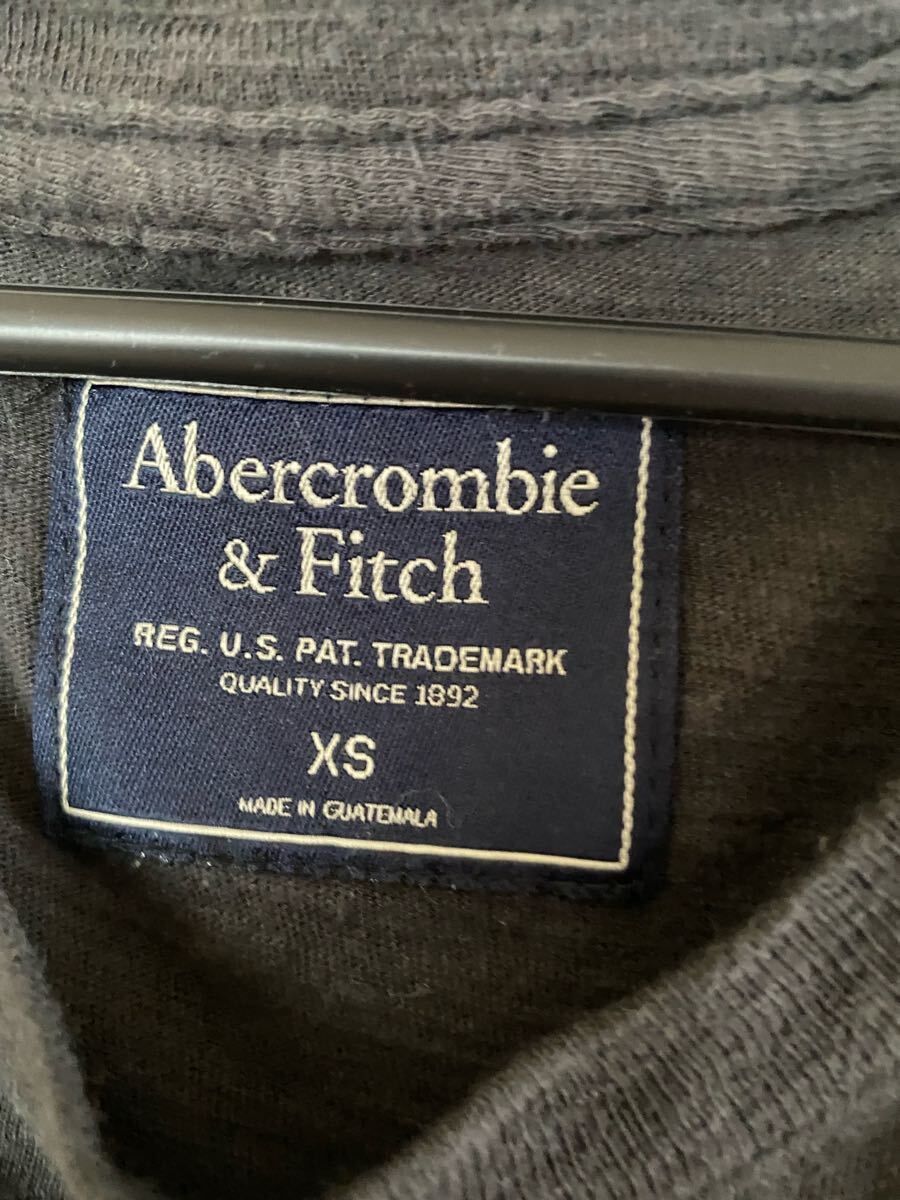 Abercrombie
& Fitch
REG. U.S. PAT. TRADEMARK
QUALITY SINCE 1892
XS
MADE IN GUATEMALA